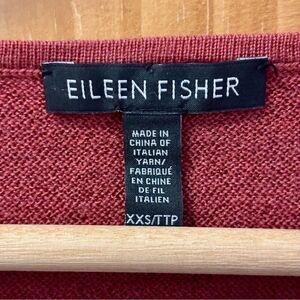 EILEEN FISHER
MADE IN
CHINA OF
ITALIAN
YARN/
FABRIQUÉ
EN CHINE
DE FIL
ITALIEN
XXS/TTP